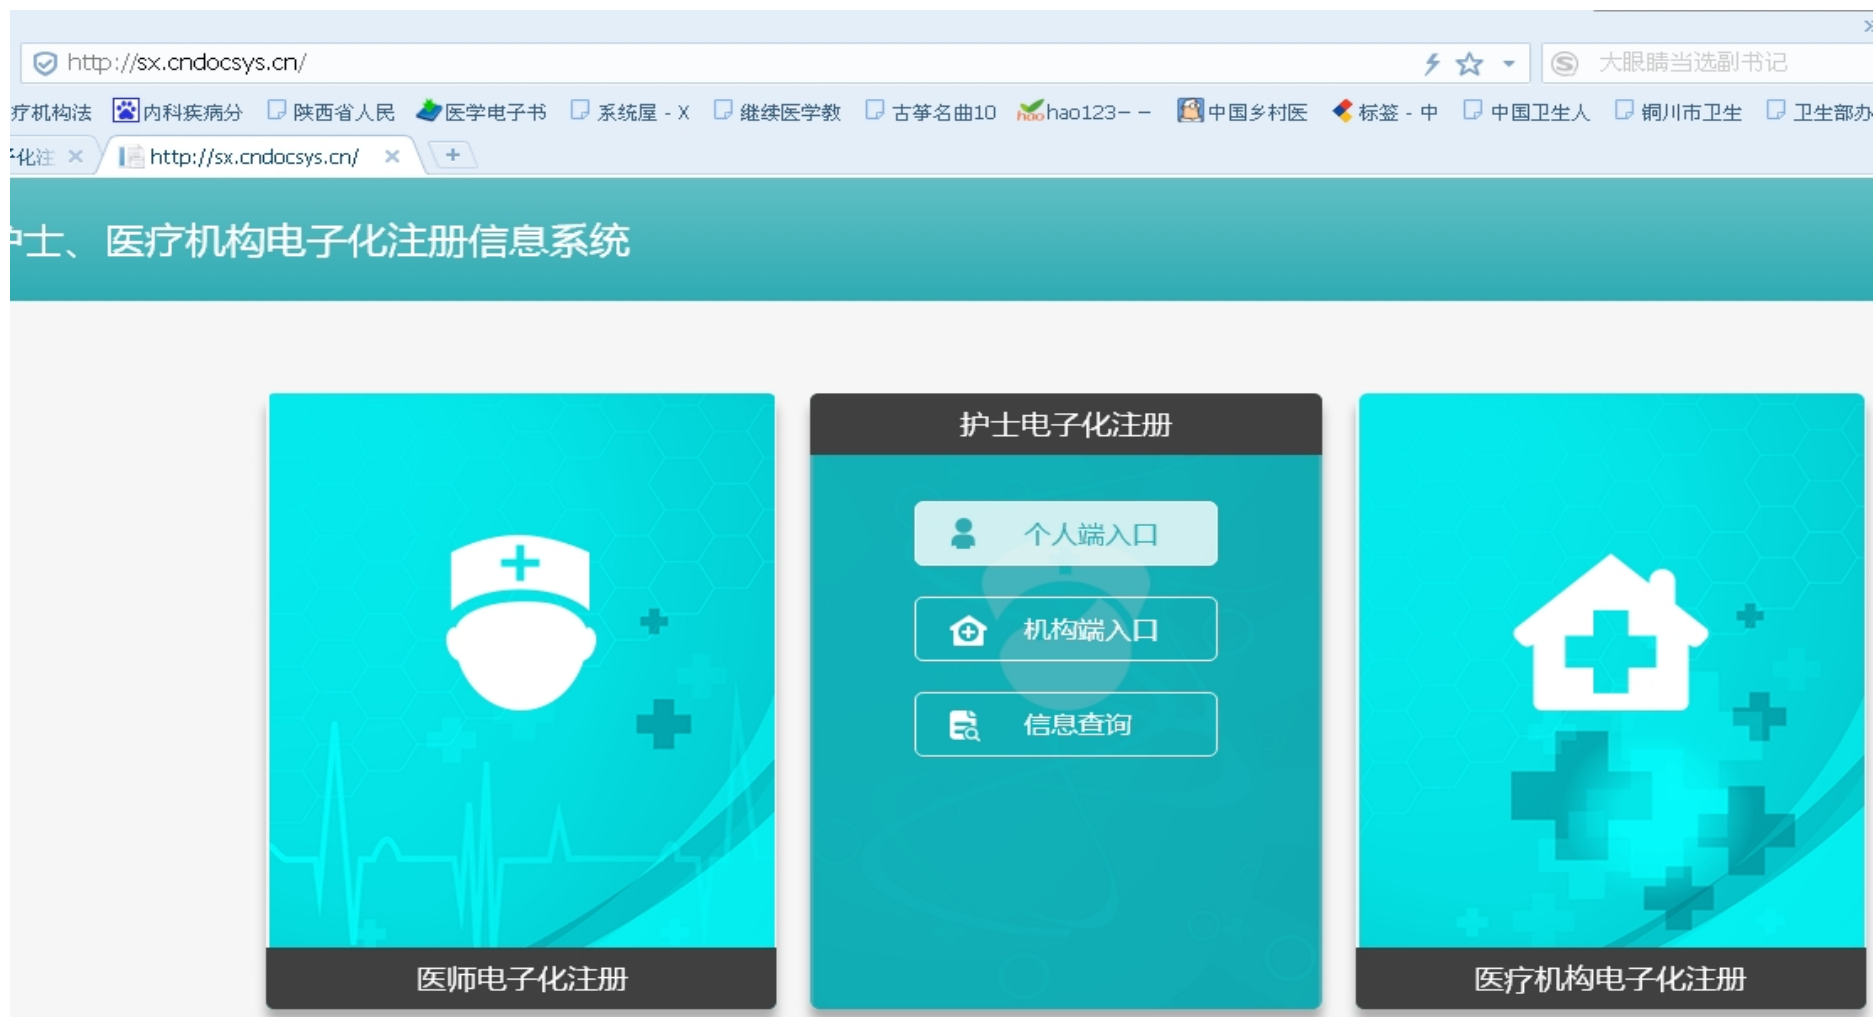 http://sx.cndocsys.cn/ 大眼睛当选副书记
疗机构法 内科疾病分 陕西省人民 医学电子书 系统屋 - X 继续医学教 古筝名曲10 hao123－－ 中国乡村医 标签 - 中 中国卫生人 铜川市卫生 卫生部办
化注 http://sx.cndocsys.cn/
士、医疗机构电子化注册信息系统
护士电子化注册
个人端入口
机构端入口
信息查询
医师电子化注册 医疗机构电子化注册